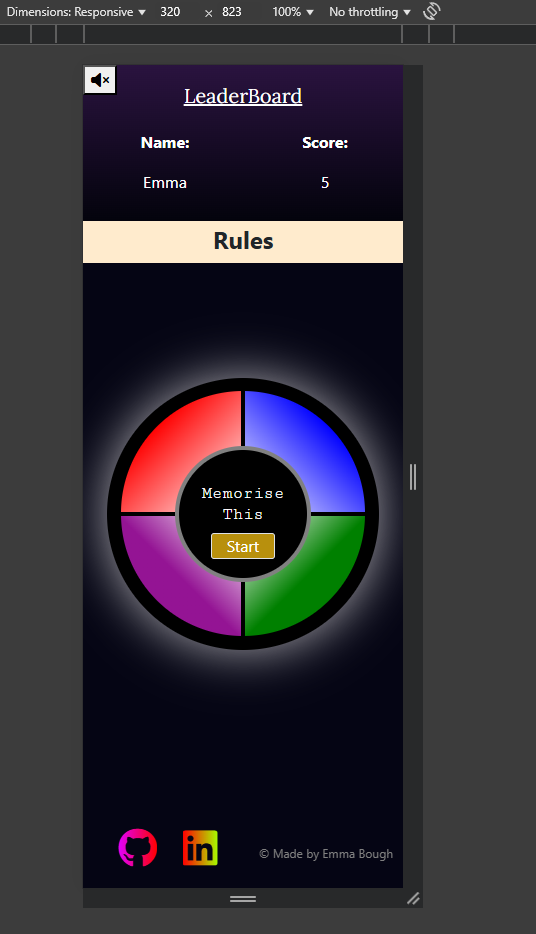 Dimensions: Responsive 320 × 823 100% No throttling
LeaderBoard
Name: Score:
Emma 5
Rules
Memorise
This
Start
in © Made by Emma Bough